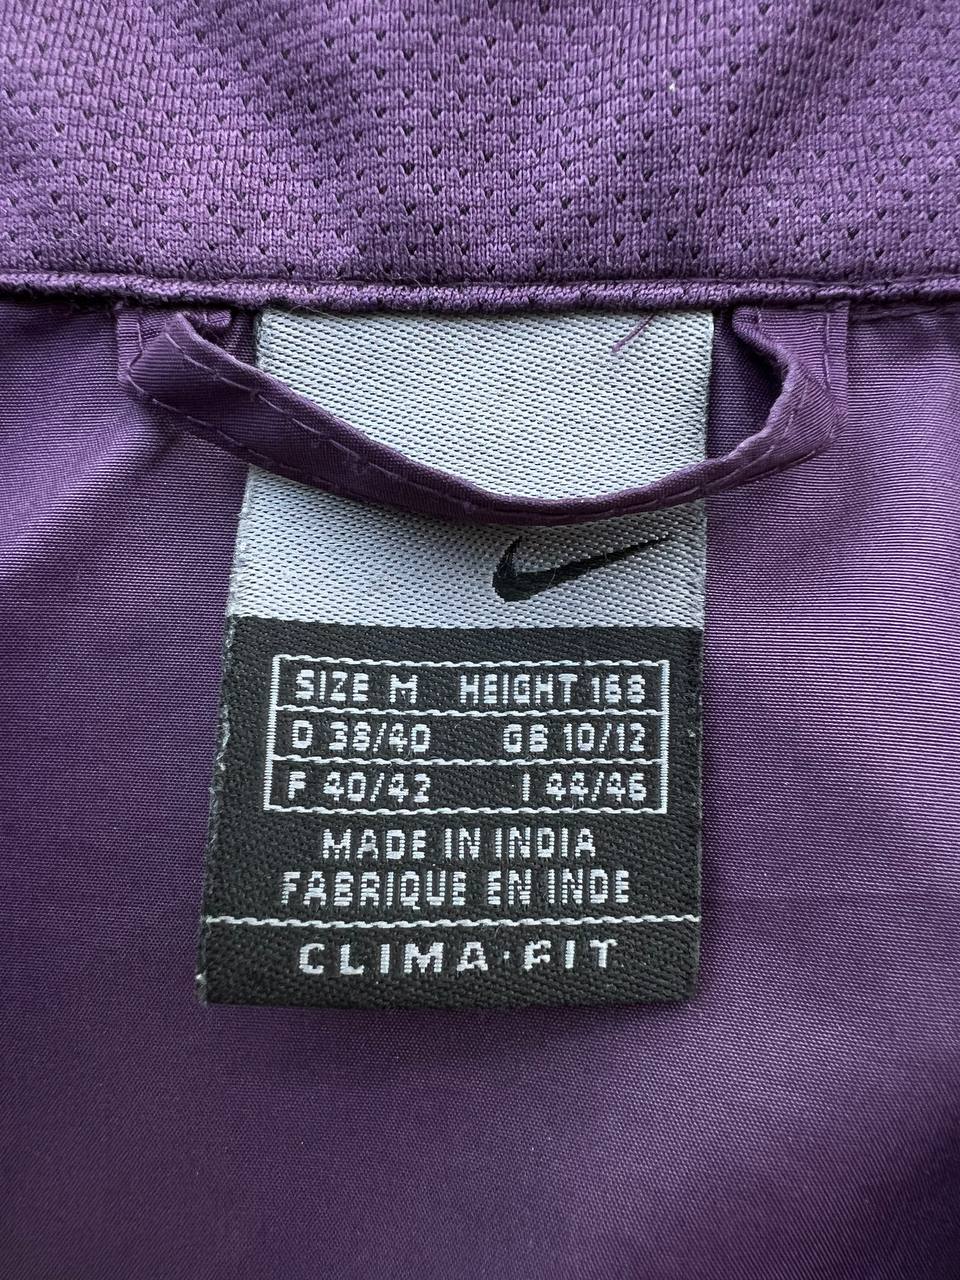 SIZE M HEIGHT 168
D 38/40 GB 10/12
F 40/42 I 44/46
MADE IN INDIA
FABRIQUE EN INDE
CLIMA·FIT